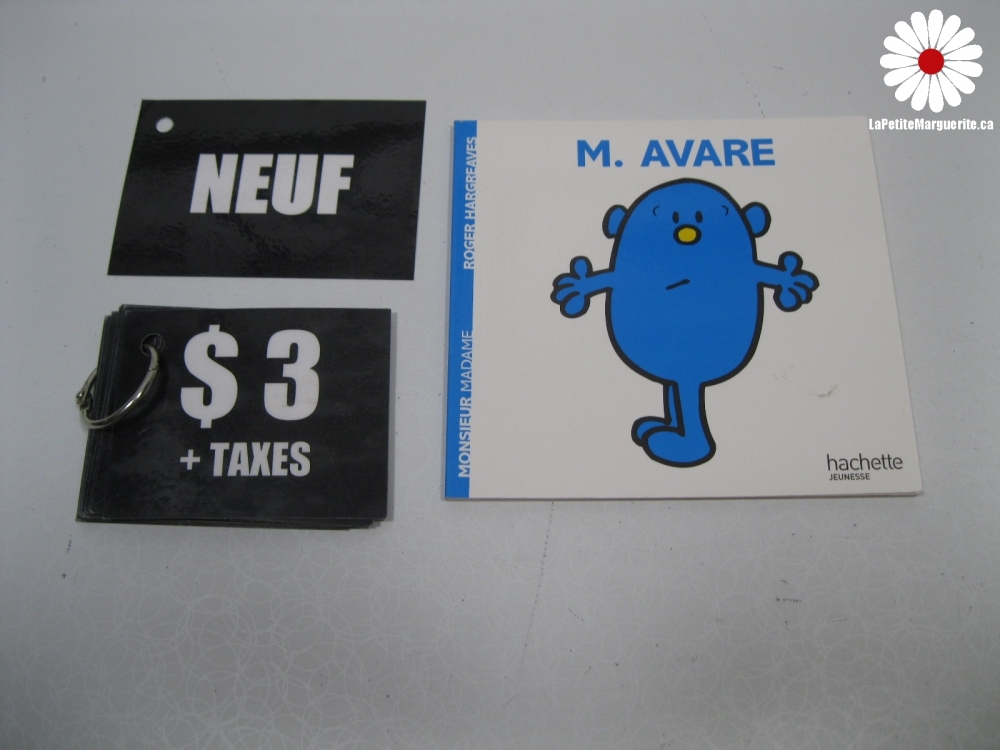 LaPetiteMarguerite.ca
NEUF
$ 3
+ TAXES
M. AVARE
MONSIEUR MADAME ROGER HARGREAVES
hachette
JEUNESSE